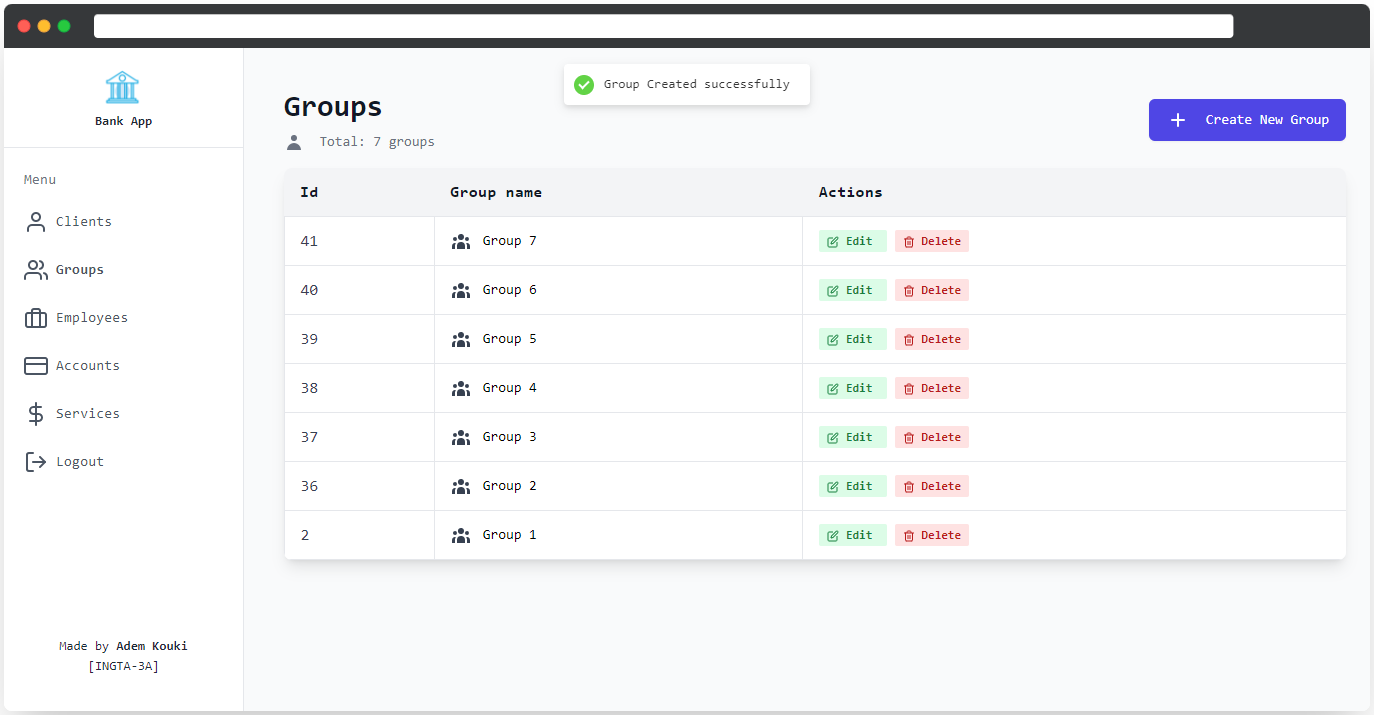 Bank App
Menu
Clients
Groups
Employees
Accounts
Services
Logout
Made by Adem Kouki
[INGTA-3A]
Group Created successfully
Groups
Total: 7 groups
Create New Group
Id Group name Actions
41 Group 7 Edit Delete
40 Group 6 Edit Delete
39 Group 5 Edit Delete
38 Group 4 Edit Delete
37 Group 3 Edit Delete
36 Group 2 Edit Delete
2 Group 1 Edit Delete